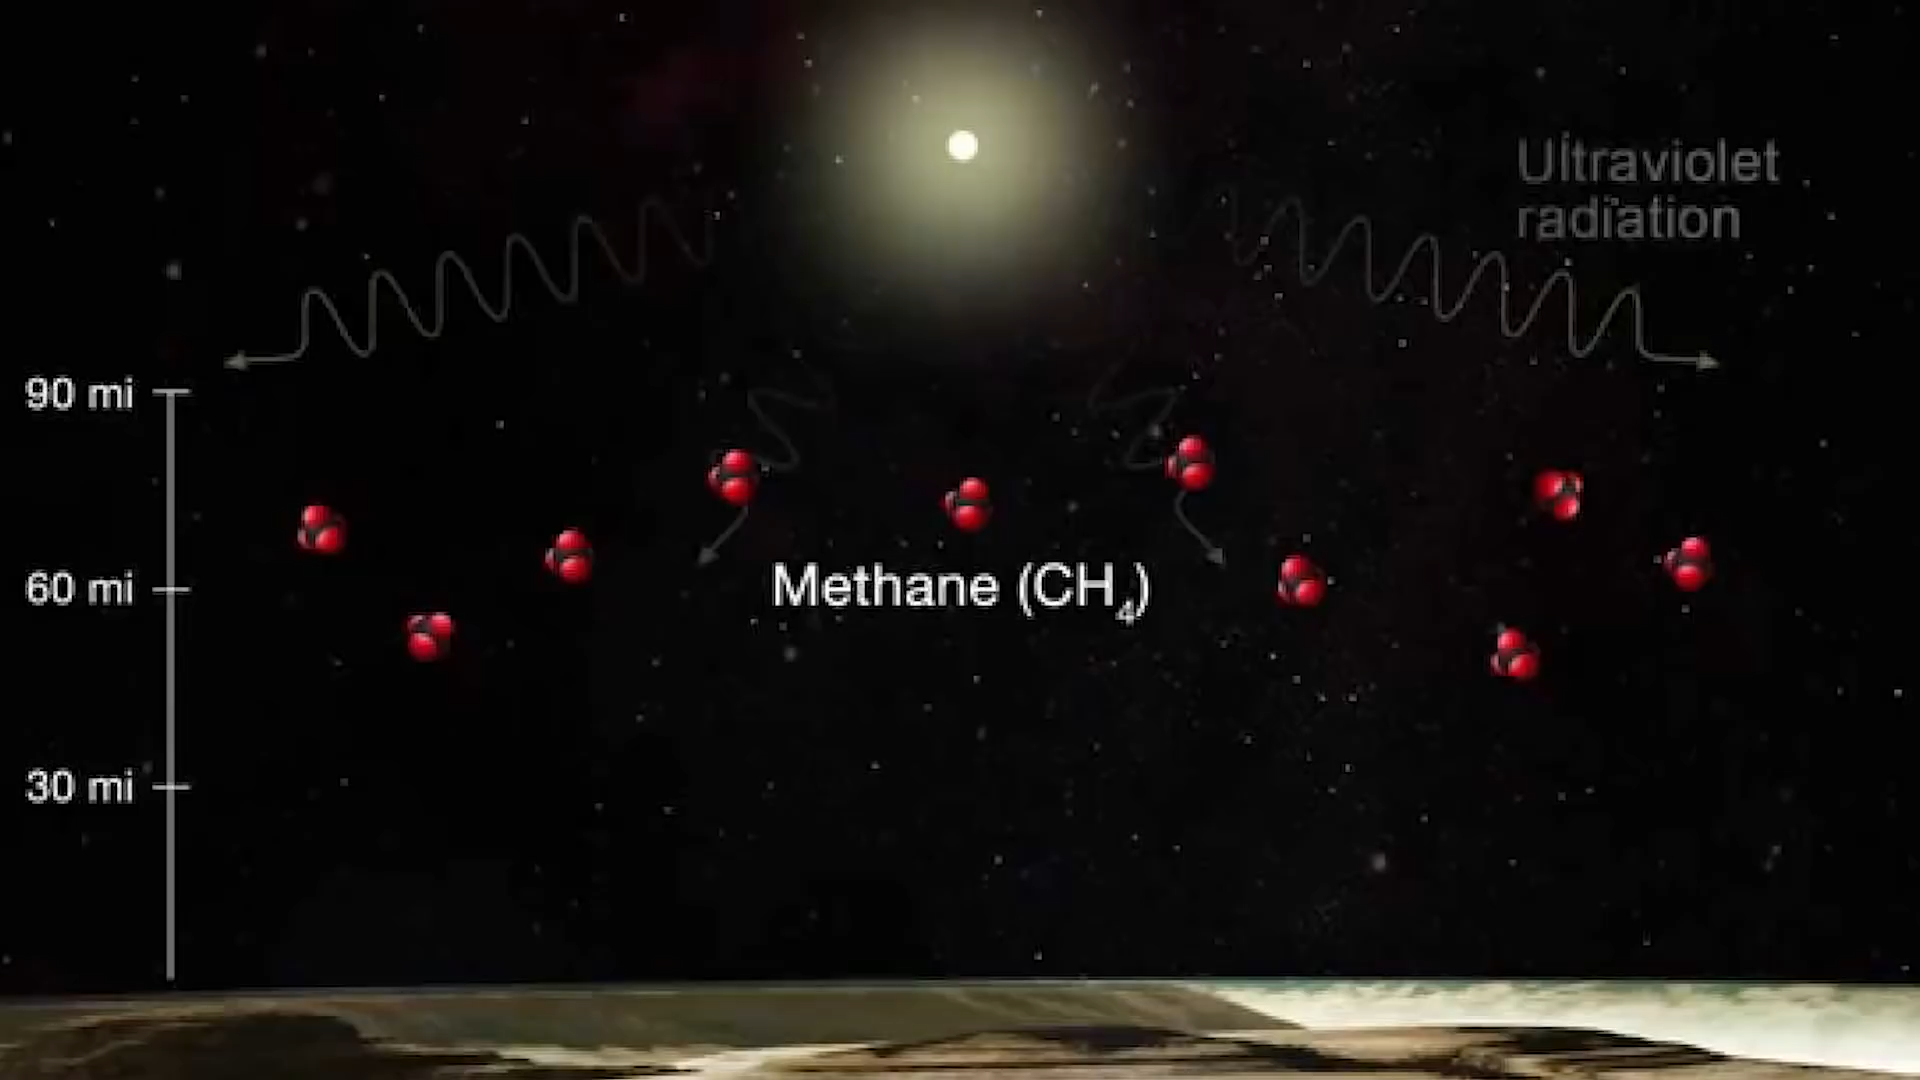 Ultraviolet
radiation
90 mi
60 mi
Methane (CH₄)
30 mi